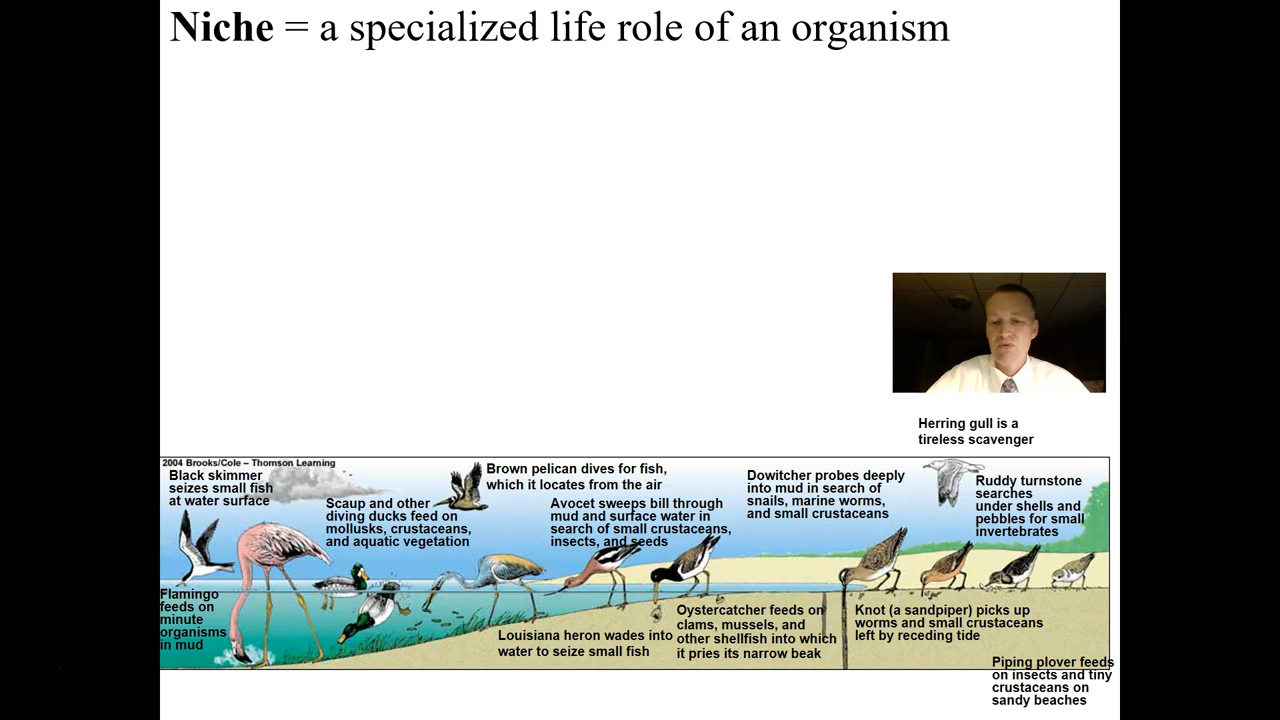 Niche = a specialized life role of an organism
Herring gull is a
tireless scavenger
2004 Brooks/Cole – Thomson Learning
Black skimmer
seizes small fish
at water surface
Scaup and other
diving ducks feed on
mollusks, crustaceans,
and aquatic vegetation
Brown pelican dives for fish,
which it locates from the air
Avocet sweeps bill through
mud and surface water in
search of small crustaceans,
insects, and seeds
Dowitcher probes deeply
into mud in search of
snails, marine worms,
and small crustaceans
Ruddy turnstone
searches
under shells and
pebbles for small
invertebrates
Flamingo
feeds on
minute
organisms
in mud
Louisiana heron wades into
water to seize small fish
Oystercatcher feeds on
clams, mussels, and
other shellfish into which
it pries its narrow beak
Knot (a sandpiper) picks up
worms and small crustaceans
left by receding tide
Piping plover feeds
on insects and tiny
crustaceans on
sandy beaches